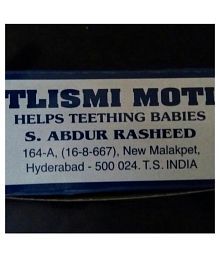 TLISMI MOTI
HELPS TEETHING BABIES
S. ABDUR RASHEED
164-A, (16-8-667), New Malakpet,
Hyderabad - 500 024. T.S. INDIA